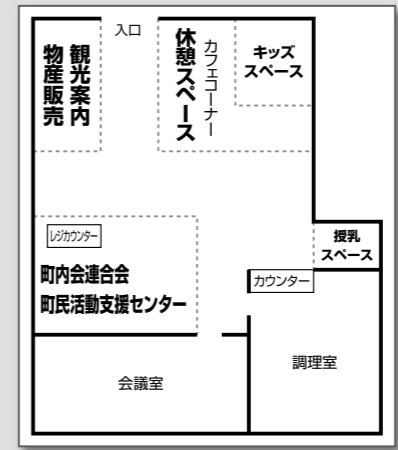 入口
観光案内
物産販売
休憩スペース
カフェコーナー
キッズ
スペース
レジカウンター
町内会連合会
町民活動支援センター
授乳
スペース
カウンター
会議室
調理室